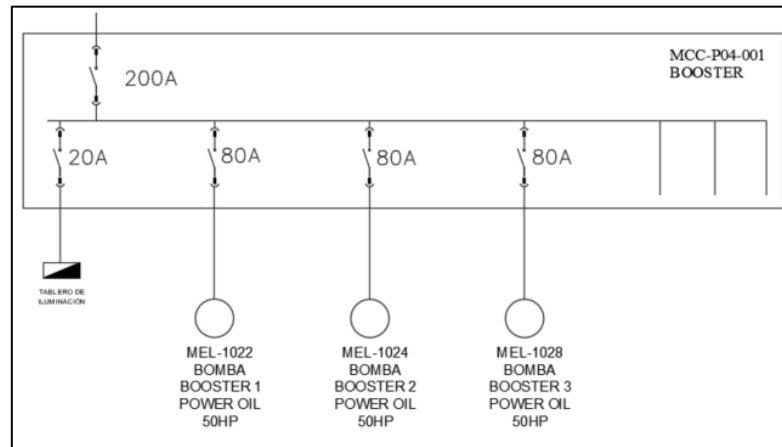 MCC-P04-001
BOOSTER
200A
20A
80A
80A
80A
TABLERO DE
ILUMINACIÓN
MEL-1022
BOMBA
BOOSTER 1
POWER OIL
50HP
MEL-1024
BOMBA
BOOSTER 2
POWER OIL
50HP
MEL-1028
BOMBA
BOOSTER 3
POWER OIL
50HP